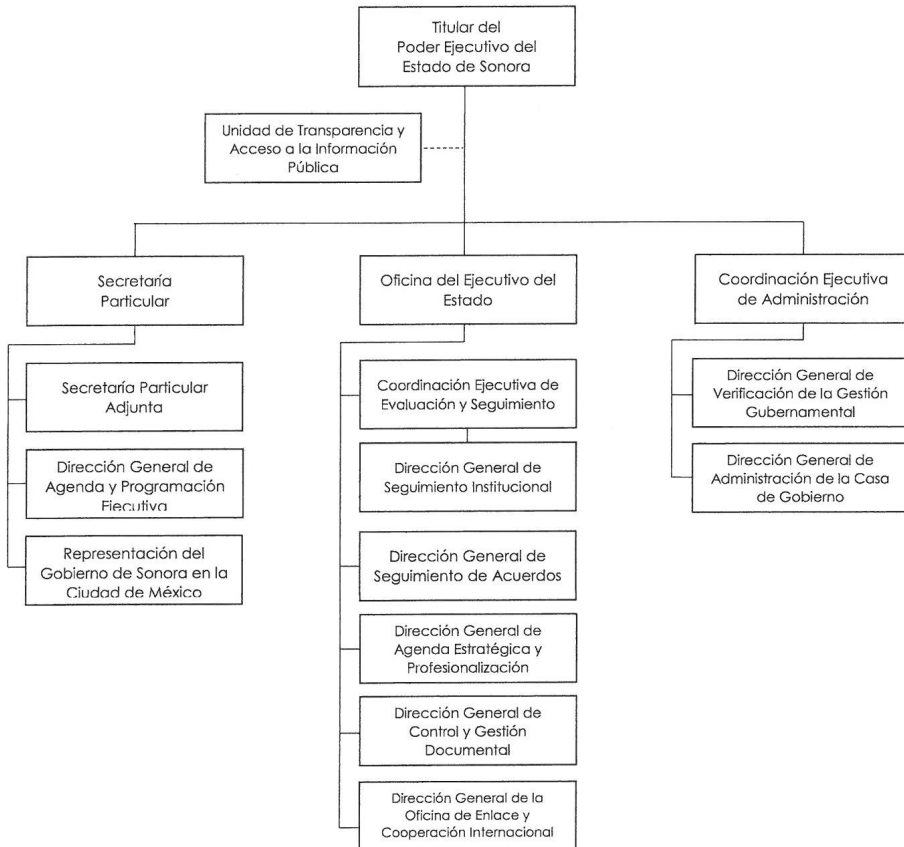 Titular del
Poder Ejecutivo del
Estado de Sonora
Unidad de Transparencia y
Acceso a la Información
Pública
Secretaría
Particular
Oficina del Ejecutivo del
Estado
Coordinación Ejecutiva
de Administración
Secretaría Particular
Adjunta
Dirección General de
Agenda y Programación
Ejecutiva
Representación del
Gobierno de Sonora en la
Ciudad de México
Coordinación Ejecutiva de
Evaluación y Seguimiento
Dirección General de
Seguimiento Institucional
Dirección General de
Seguimiento de Acuerdos
Dirección General de
Agenda Estratégica y
Profesionalización
Dirección General de
Control y Gestión
Documental
Dirección General de la
Oficina de Enlace y
Cooperación Internacional
Dirección General de
Verificación de la Gestión
Gubernamental
Dirección General de
Administración de la Casa
de Gobierno